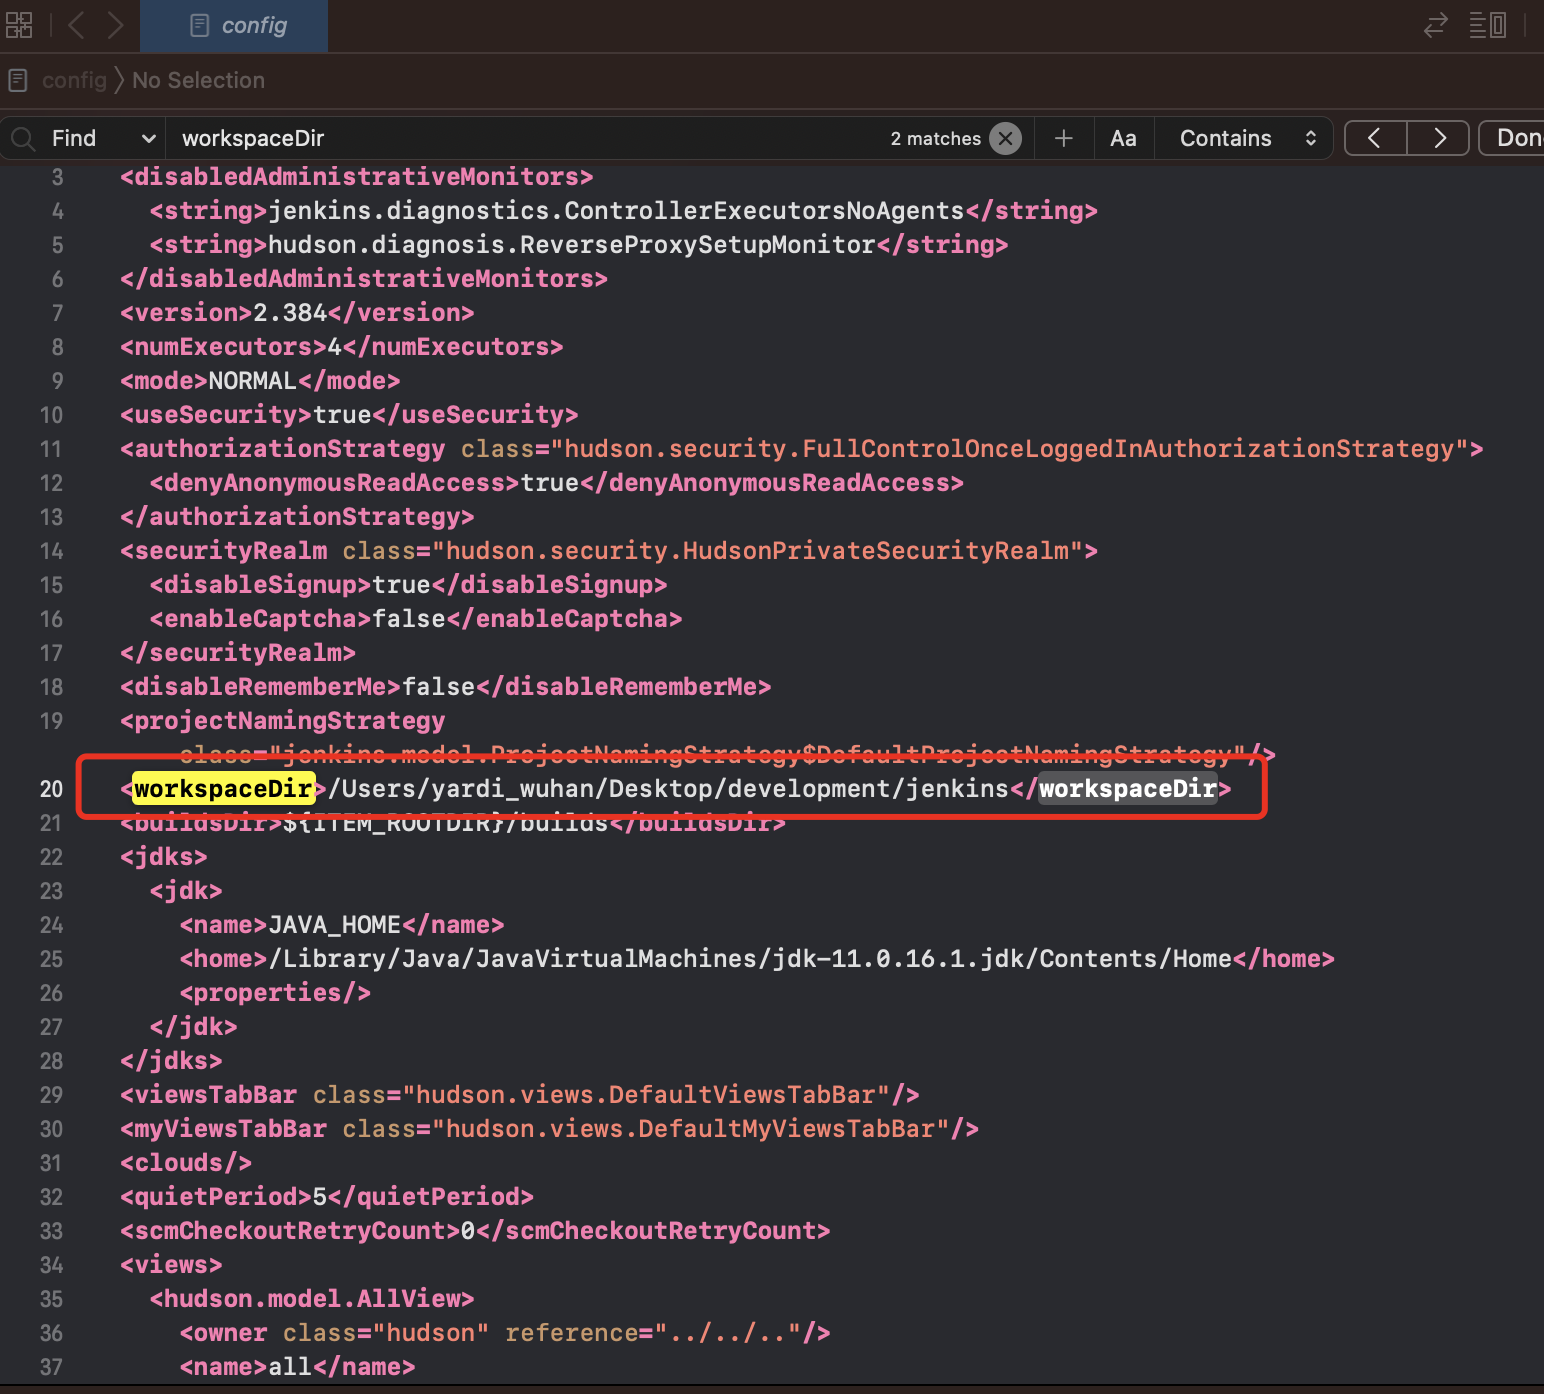 config
config 〉No Selection
Find workspaceDir 2 matches Aa Contains Don
3 <disabledAdministrativeMonitors>
4 <string>jenkins.diagnostics.ControllerExecutorsNoAgents</string>
5 <string>hudson.diagnosis.ReverseProxySetupMonitor</string>
6 </disabledAdministrativeMonitors>
7 <version>2.384</version>
8 <numExecutors>4</numExecutors>
9 <mode>NORMAL</mode>
10 <useSecurity>true</useSecurity>
11 <authorizationStrategy class="hudson.security.FullControlOnceLoggedInAuthorizationStrategy">
12 <denyAnonymousReadAccess>true</denyAnonymousReadAccess>
13 </authorizationStrategy>
14 <securityRealm class="hudson.security.HudsonPrivateSecurityRealm">
15 <disableSignup>true</disableSignup>
16 <enableCaptcha>false</enableCaptcha>
17 </securityRealm>
18 <disableRememberMe>false</disableRememberMe>
19 <projectNamingStrategy
class="jenkins.model.ProjectNamingStrategy$DefaultProjectNamingStrategy"/>
20 <workspaceDir>/Users/yardi_wuhan/Desktop/development/jenkins</workspaceDir>
21 <buildsDir>${ITEM_ROOTDIR}/builds</buildsDir>
22 <jdks>
23 <jdk>
24 <name>JAVA_HOME</name>
25 <home>/Library/Java/JavaVirtualMachines/jdk-11.0.16.1.jdk/Contents/Home</home>
26 <properties/>
27 </jdk>
28 </jdks>
29 <viewsTabBar class="hudson.views.DefaultViewsTabBar"/>
30 <myViewsTabBar class="hudson.views.DefaultMyViewsTabBar"/>
31 <clouds/>
32 <quietPeriod>5</quietPeriod>
33 <scmCheckoutRetryCount>0</scmCheckoutRetryCount>
34 <views>
35 <hudson.model.AllView>
36 <owner class="hudson" reference="../../.."/>
37 <name>all</name>